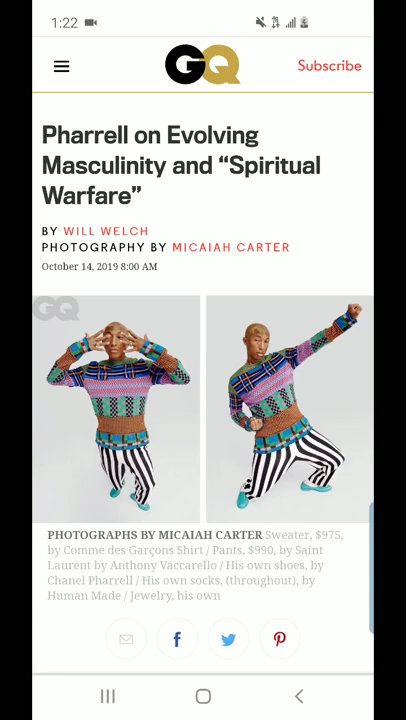 1:22
GQ
Subscribe
Pharrell on Evolving
Masculinity and “Spiritual
Warfare”
BY WILL WELCH
PHOTOGRAPHY BY MICAIAH CARTER
October 14, 2019 8:00 AM
GQ
PHOTOGRAPHS BY MICAIAH CARTER Sweater, $975,
by Comme des Garçons Shirt / Pants, $990, by Saint
Laurent by Anthony Vaccarello / His own shoes, by
Chanel Pharrell / His own socks, (throughout), by
Human Made / Jewelry, his own